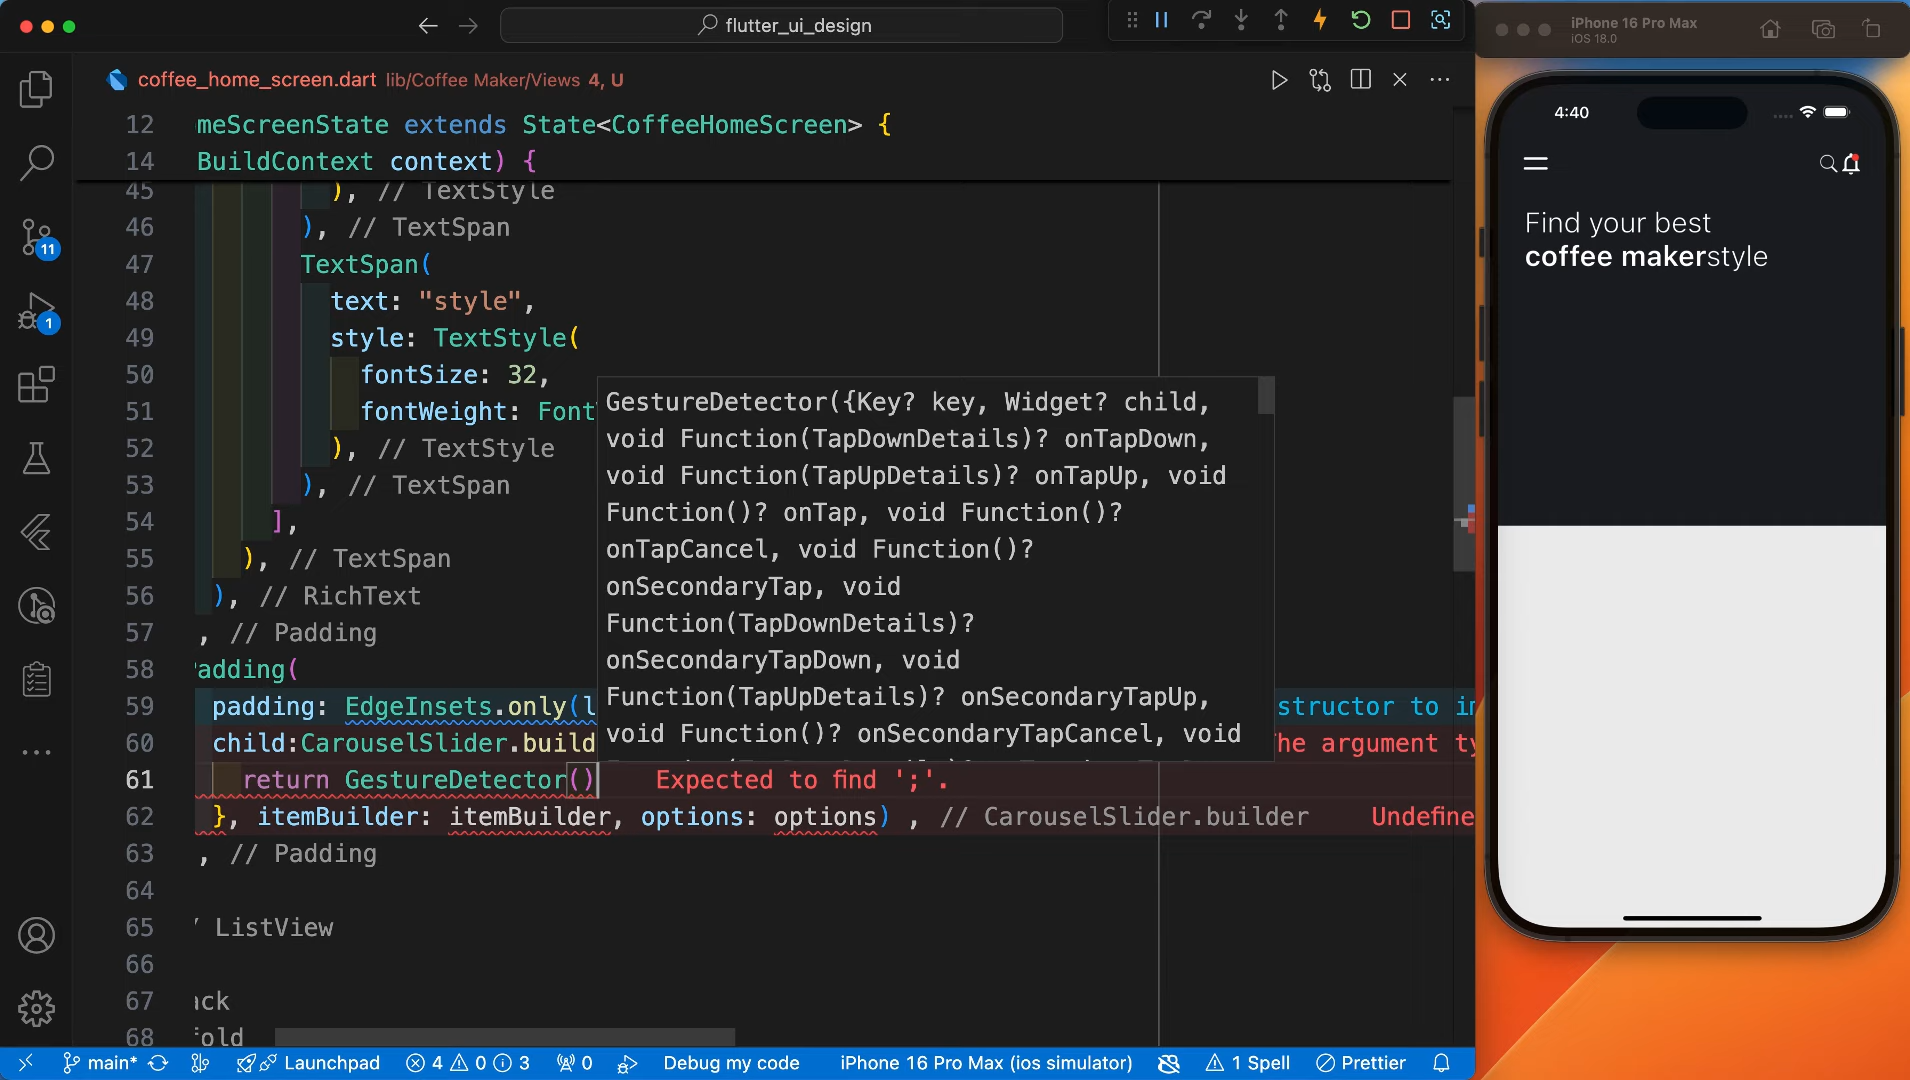 flutter_ui_design
coffee_home_screen.dart lib/Coffee Maker/Views 4, U
12 meScreenState extends State<CoffeeHomeScreen> {
14 BuildContext context) {
45 ), // TextStyle
46 ), // TextSpan
47 TextSpan(
48 text: "style",
49 style: TextStyle(
50 fontSize: 32,
51 fontWeight: Font
52 ), // TextStyle
53 ), // TextSpan
54 ],
55 ), // TextSpan
56 ), // RichText
57 , // Padding
58 adding(
59 padding: EdgeInsets.only(l
structor to in
60 child:CarouselSlider.build
he argument ty
61 return GestureDetector() Expected to find ';'.
62 }, itemBuilder: itemBuilder, options: options) , // CarouselSlider.builder Undefine
63 , // Padding
64
65 / ListView
66
67 ack
68 fold
GestureDetector({Key? key, Widget? child,
void Function(TapDownDetails)? onTapDown,
void Function(TapUpDetails)? onTapUp, void
Function()? onTap, void Function()?
onTapCancel, void Function()?
onSecondaryTap, void
Function(TapDownDetails)?
onSecondaryTapDown, void
Function(TapUpDetails)? onSecondaryTapUp,
void Function()? onSecondaryTapCancel, void
11
1
main* Launchpad 4 0 3 0 Debug my code iPhone 16 Pro Max (ios simulator) 1 Spell Prettier
iPhone 16 Pro Max
iOS 18.0
4:40
Find your best
coffee makerstyle